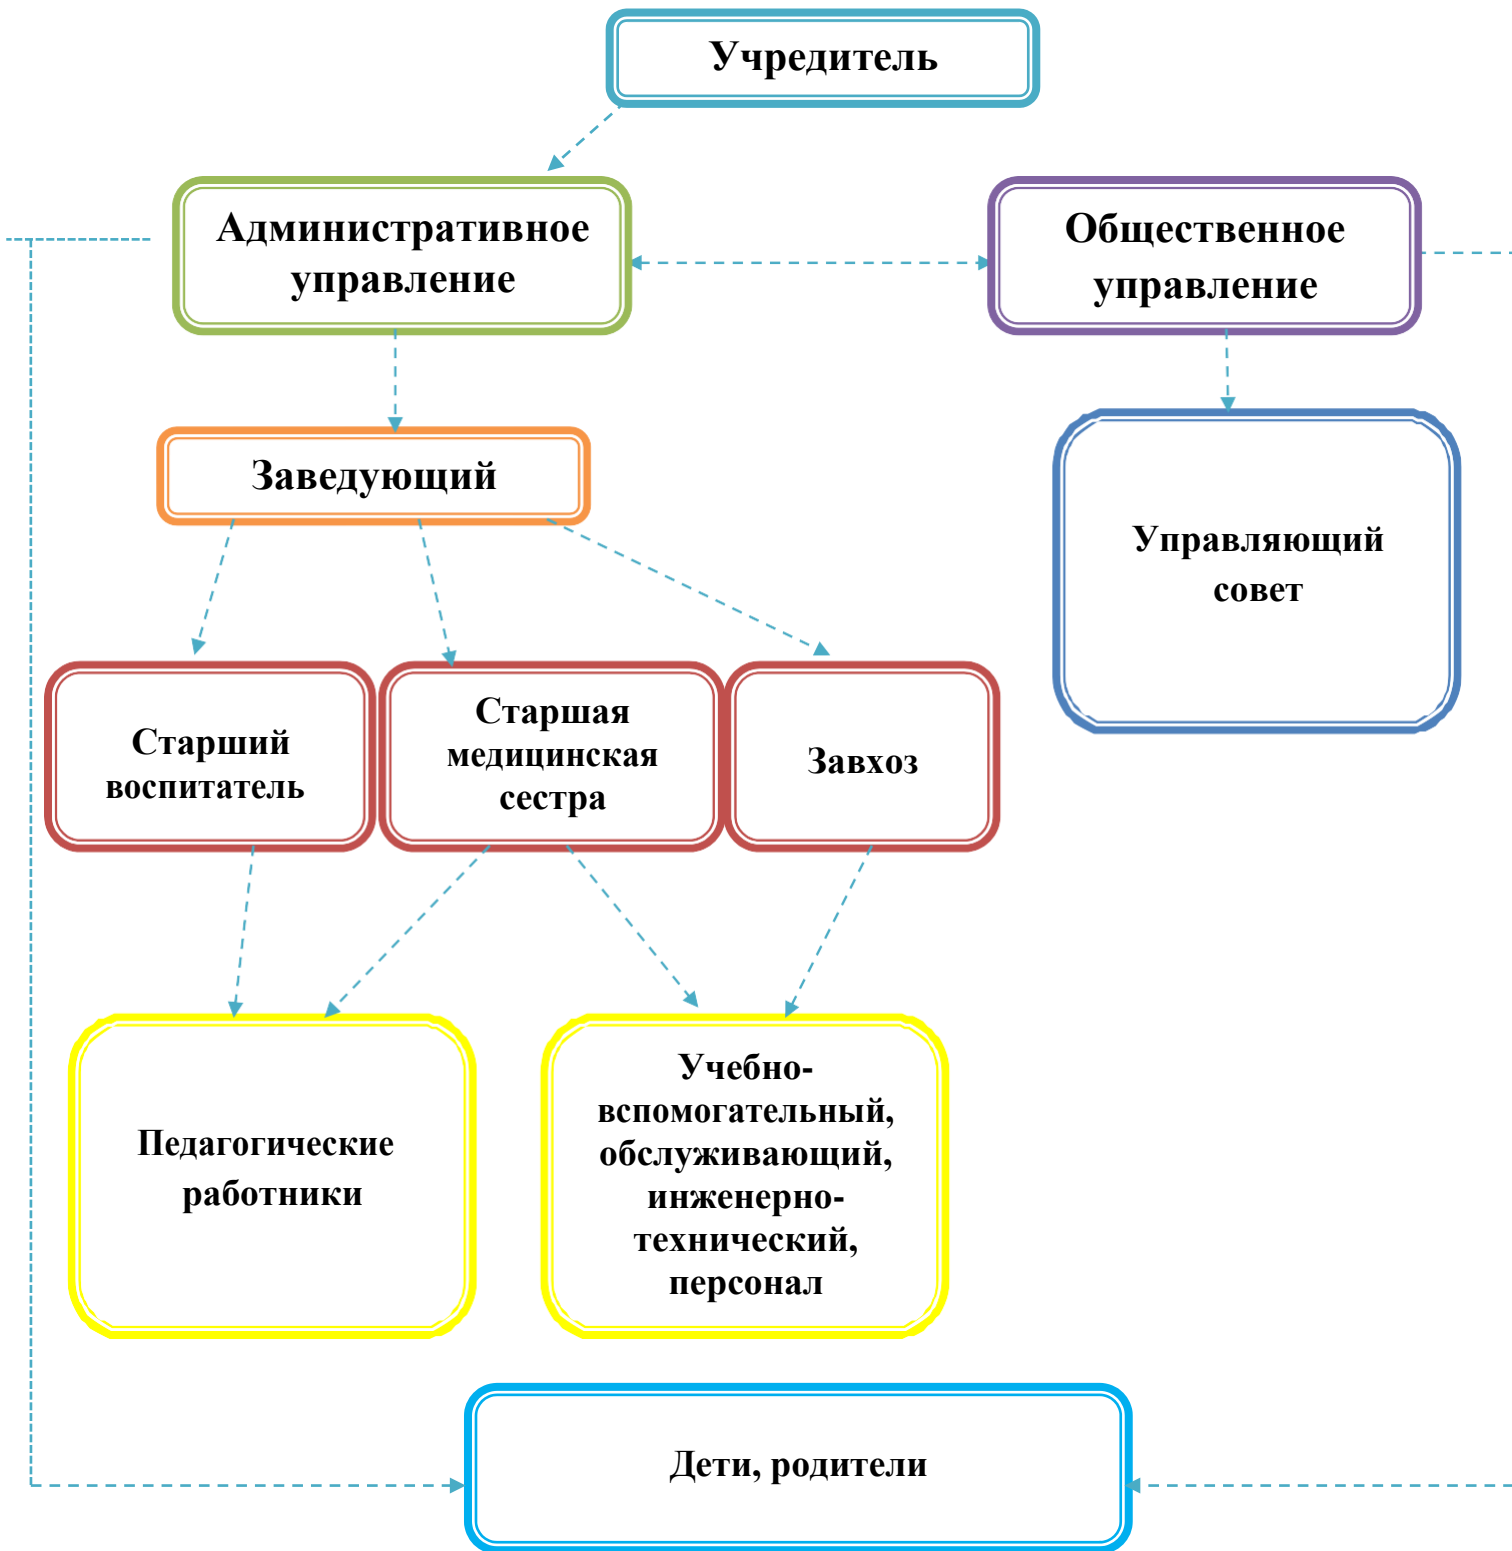 Учредитель
Административное
управление
Общественное
управление
Заведующий
Управляющий
совет
Старший
воспитатель
Старшая
медицинская
сестра
Завхоз
Педагогические
работники
Учебно-
вспомогательный,
обслуживающий,
инженерно-
технический,
персонал
Дети, родители